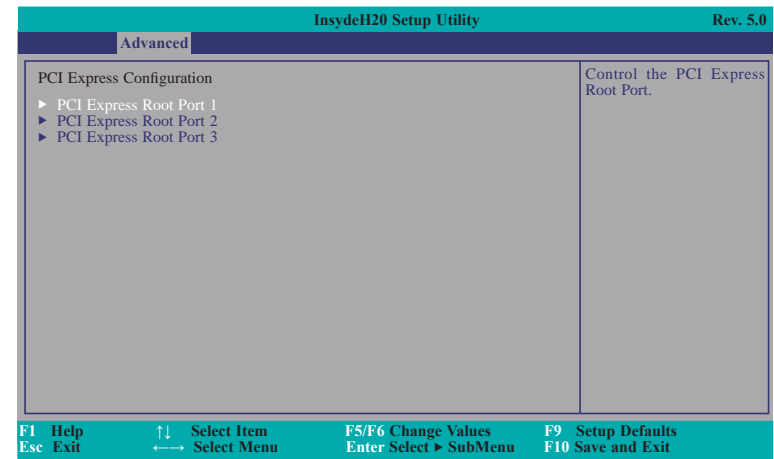 InsydeH20 Setup Utility Rev. 5.0
Advanced
PCI Express Configuration
► PCI Express Root Port 1
► PCI Express Root Port 2
► PCI Express Root Port 3
Control the PCI Express
Root Port.
F1 Help ↑↓ Select Item F5/F6 Change Values F9 Setup Defaults
Esc Exit ←→ Select Menu Enter Select ► SubMenu F10 Save and Exit